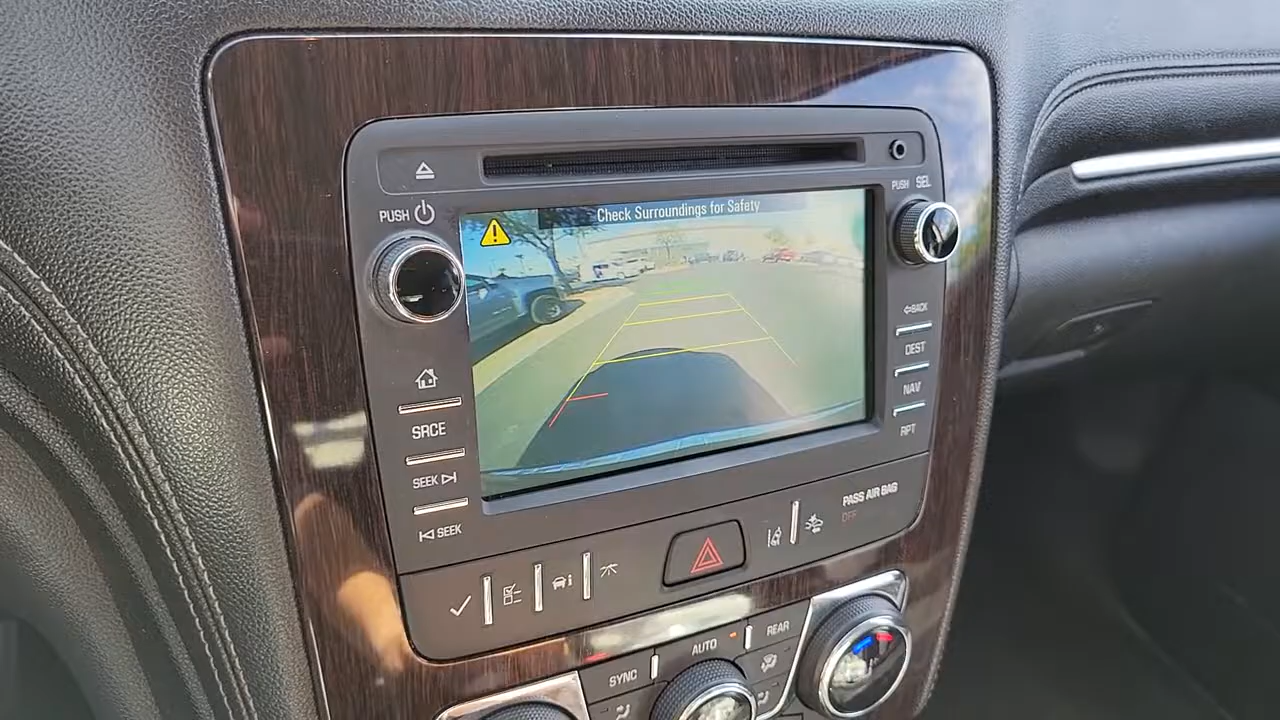 PUSH
PUSH SEL
Check Surroundings for Safety
BACK
DEST
NAV
RPT
SRCE
SEEK
SEEK
PASS AIR BAG
OFF
AUTO
REAR
SYNC